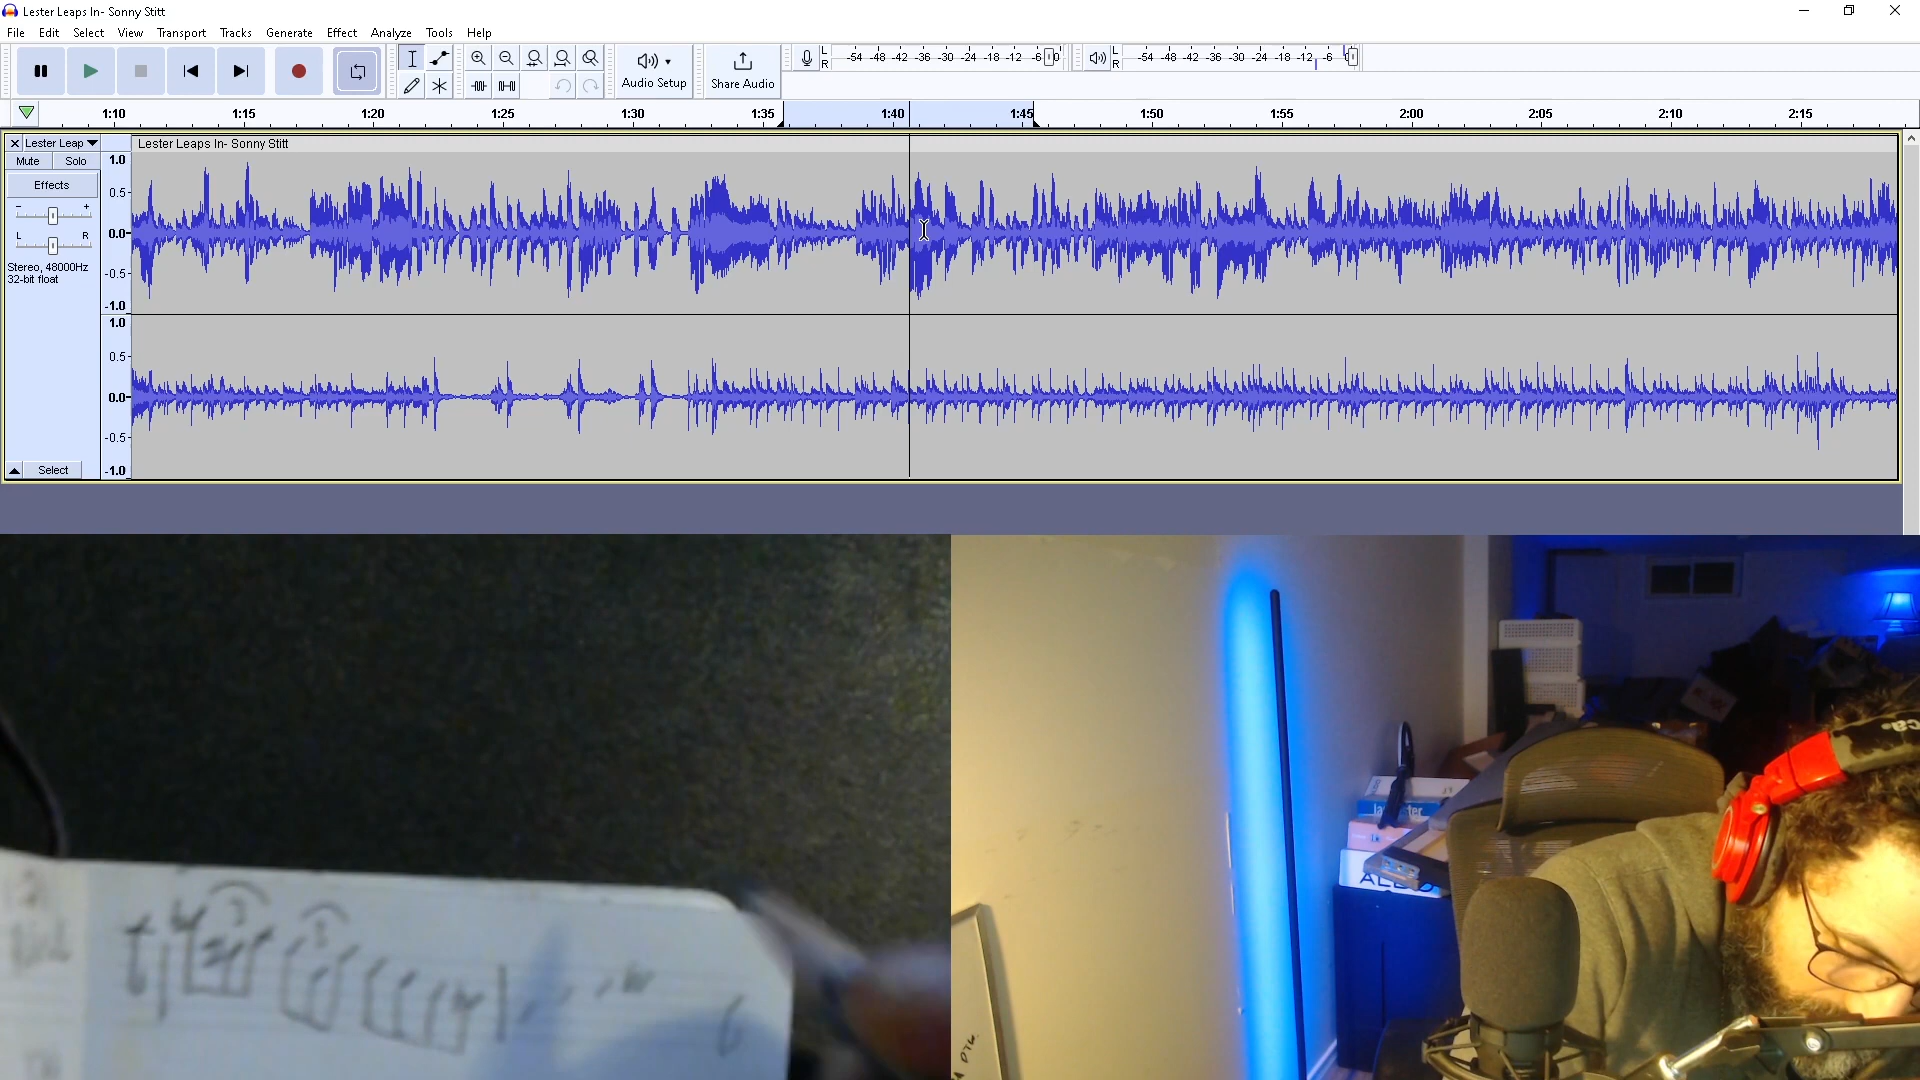 Lester Leaps In- Sonny Stitt
File Edit Select View Transport Tracks Generate Effect Analyze Tools Help
Audio Setup
Share Audio
L
R
-54 -48 -42 -36 -30 -24 -18 -12 -6 0
L
R
-54 -48 -42 -36 -30 -24 -18 -12 -6
1:10 1:15 1:20 1:25 1:30 1:35 1:40 1:45 1:50 1:55 2:00 2:05 2:10 2:15
Lester Leap
Lester Leaps In- Sonny Stitt
Mute Solo
Effects
- +
L R
Stereo, 48000Hz
32-bit float
Select
1.0
0.5
0.0
-0.5
-1.0
1.0
0.5
0.0
-0.5
-1.0